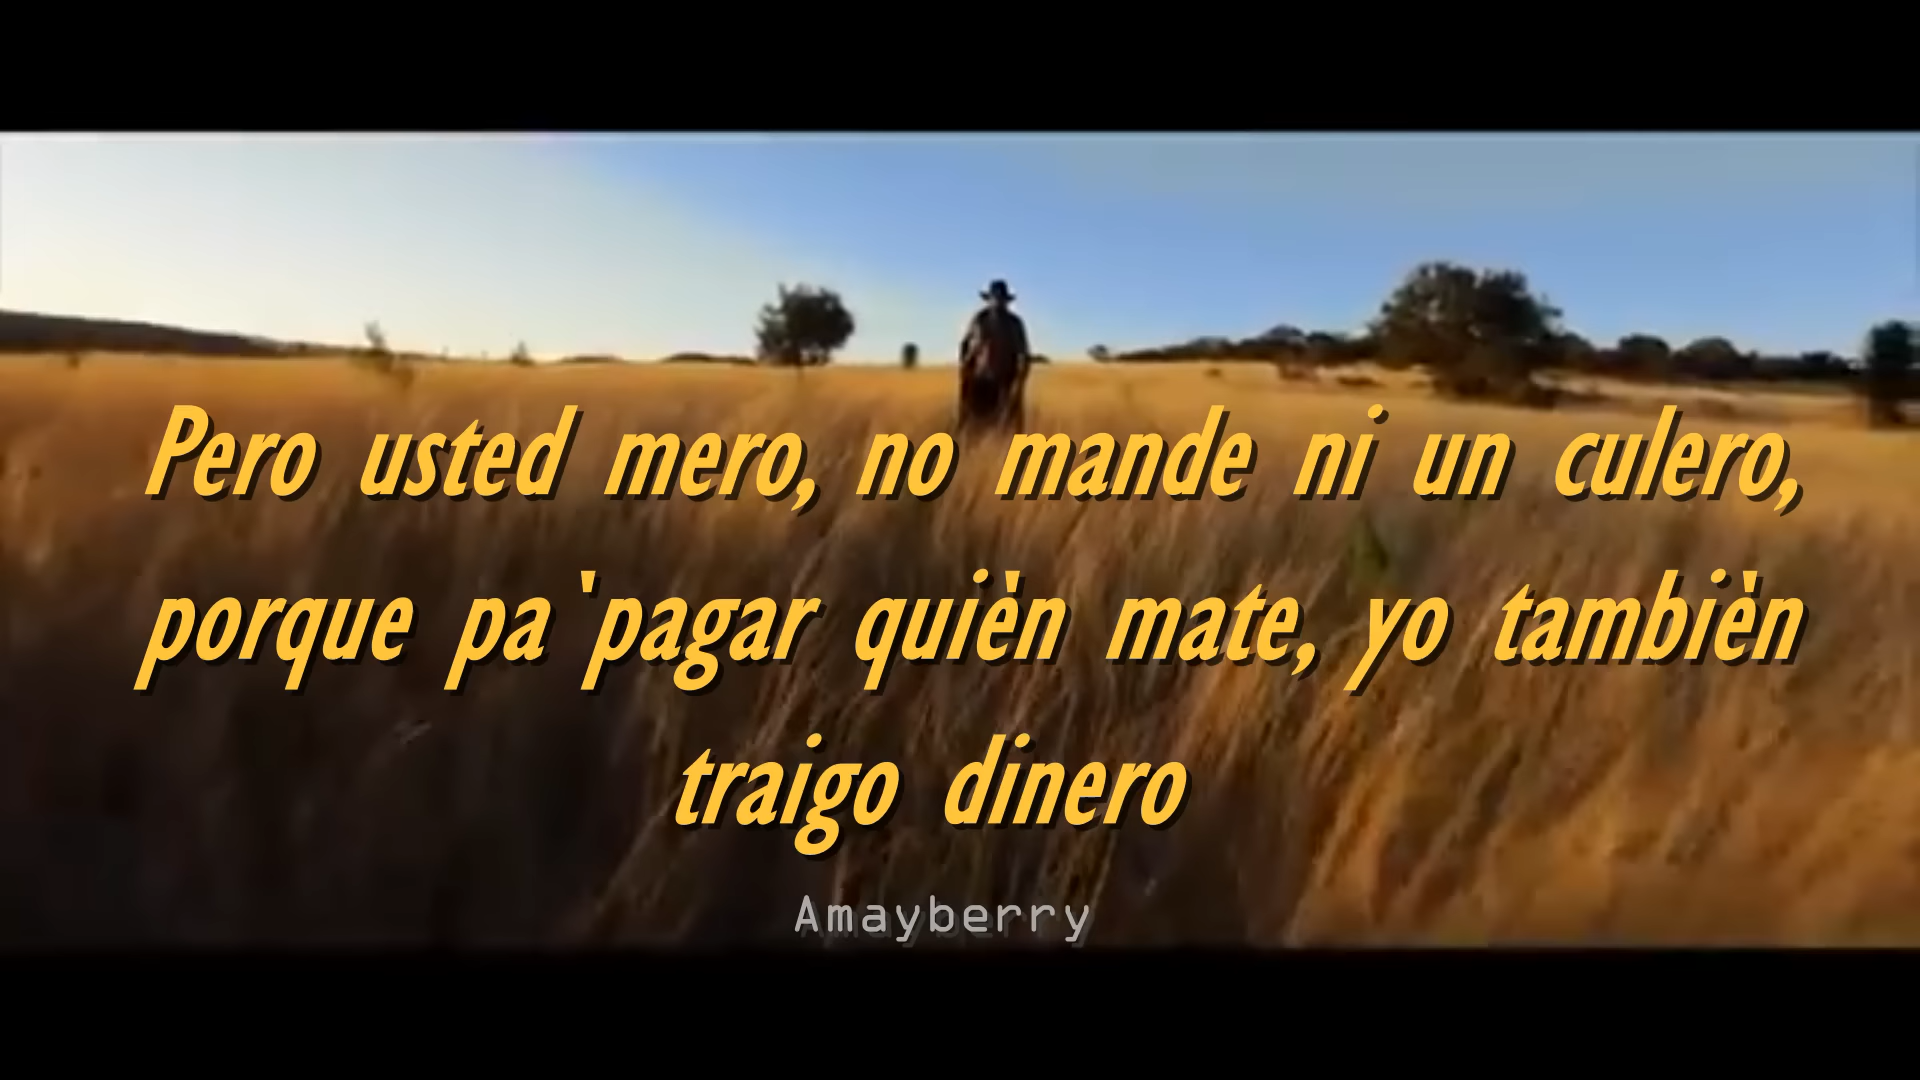 Pero usted mero, no mande ni un culero,
porque pa`pagar quièn mate, yo tambièn
traigo dinero
Amayberry